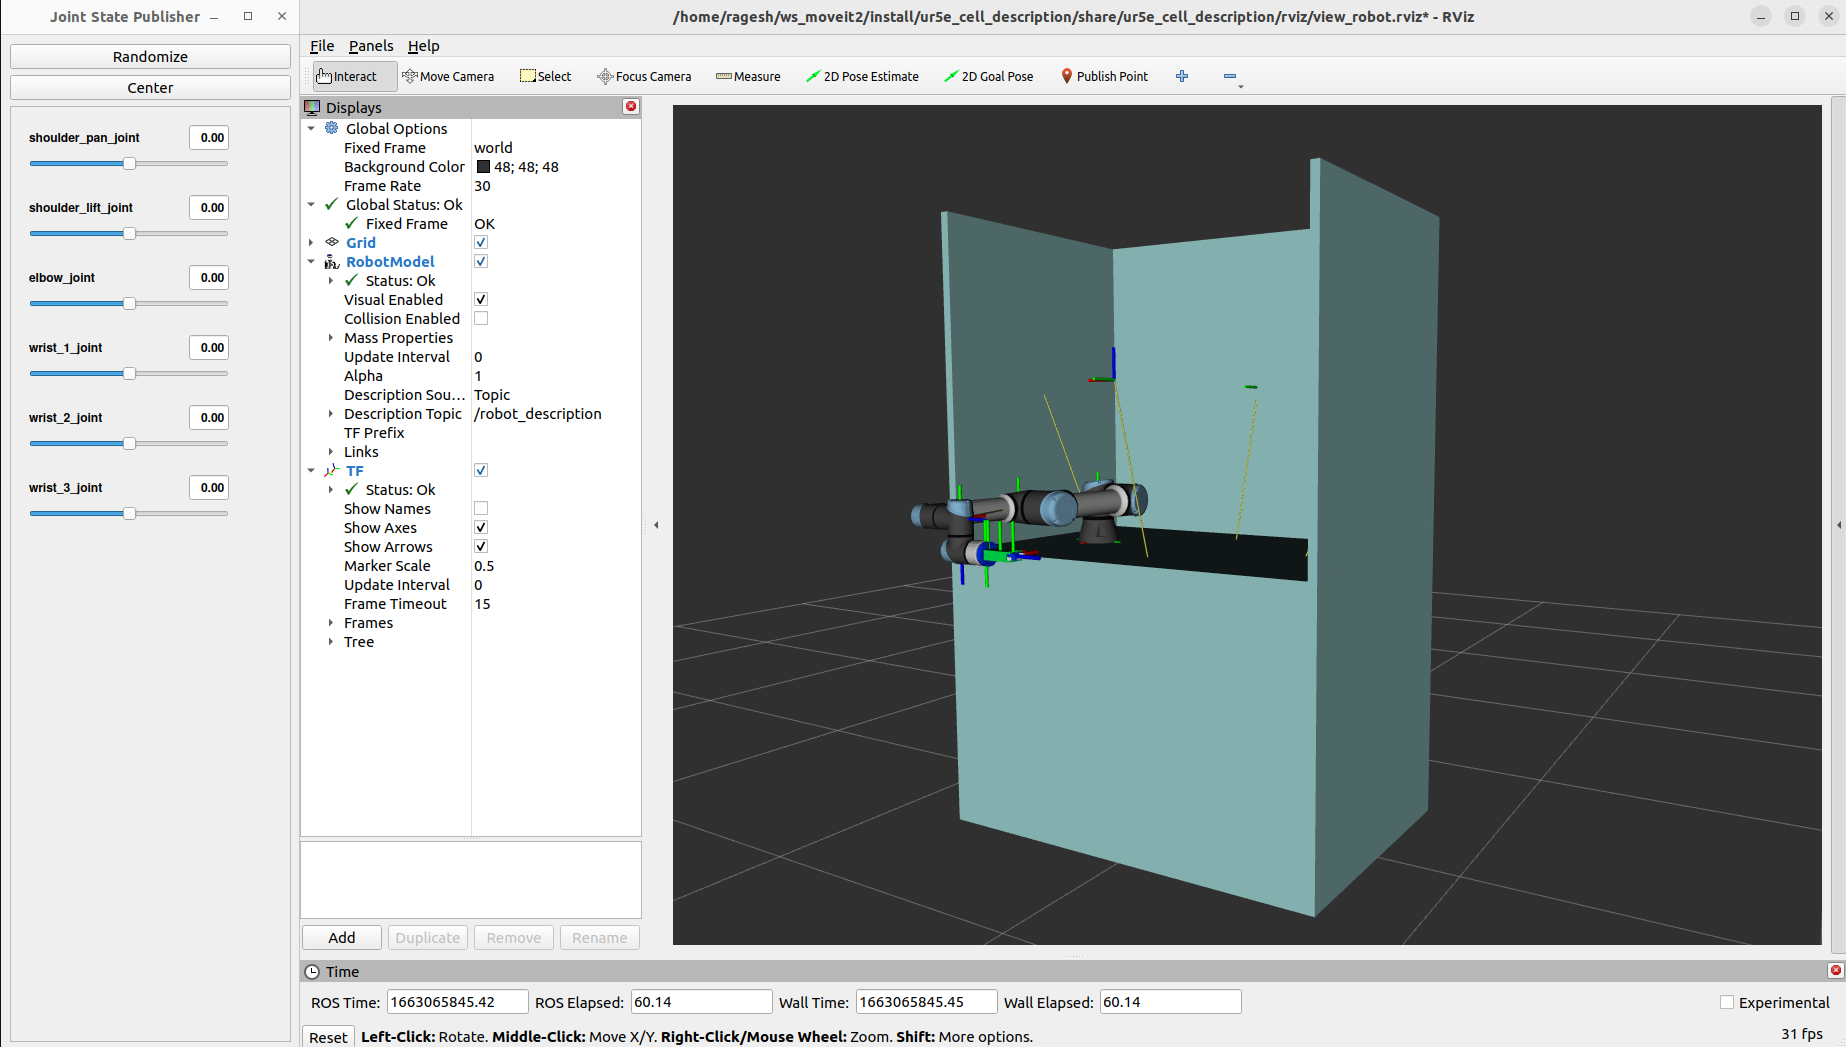 Joint State Publisher
/home/ragesh/ws_moveit2/install/ur5e_cell_description/share/ur5e_cell_description/rviz/view_robot.rviz* - RViz
Randomize
Center
shoulder_pan_joint 0.00
shoulder_lift_joint 0.00
elbow_joint 0.00
wrist_1_joint 0.00
wrist_2_joint 0.00
wrist_3_joint 0.00
File Panels Help
Interact Move Camera Select Focus Camera Measure 2D Pose Estimate 2D Goal Pose Publish Point
Displays
Global Options
Fixed Frame world
Background Color 48; 48; 48
Frame Rate 30
Global Status: Ok
Fixed Frame OK
Grid
RobotModel
Status: Ok
Visual Enabled
Collision Enabled
Mass Properties
Update Interval 0
Alpha 1
Description Sou... Topic
Description Topic /robot_description
TF Prefix
Links
TF
Status: Ok
Show Names
Show Axes
Show Arrows
Marker Scale 0.5
Update Interval 0
Frame Timeout 15
Frames
Tree
Add Duplicate Remove Rename
Time
ROS Time: 1663065845.42 ROS Elapsed: 60.14 Wall Time: 1663065845.45 Wall Elapsed: 60.14 Experimental
Reset Left-Click: Rotate. Middle-Click: Move X/Y. Right-Click/Mouse Wheel: Zoom. Shift: More options. 31 fps